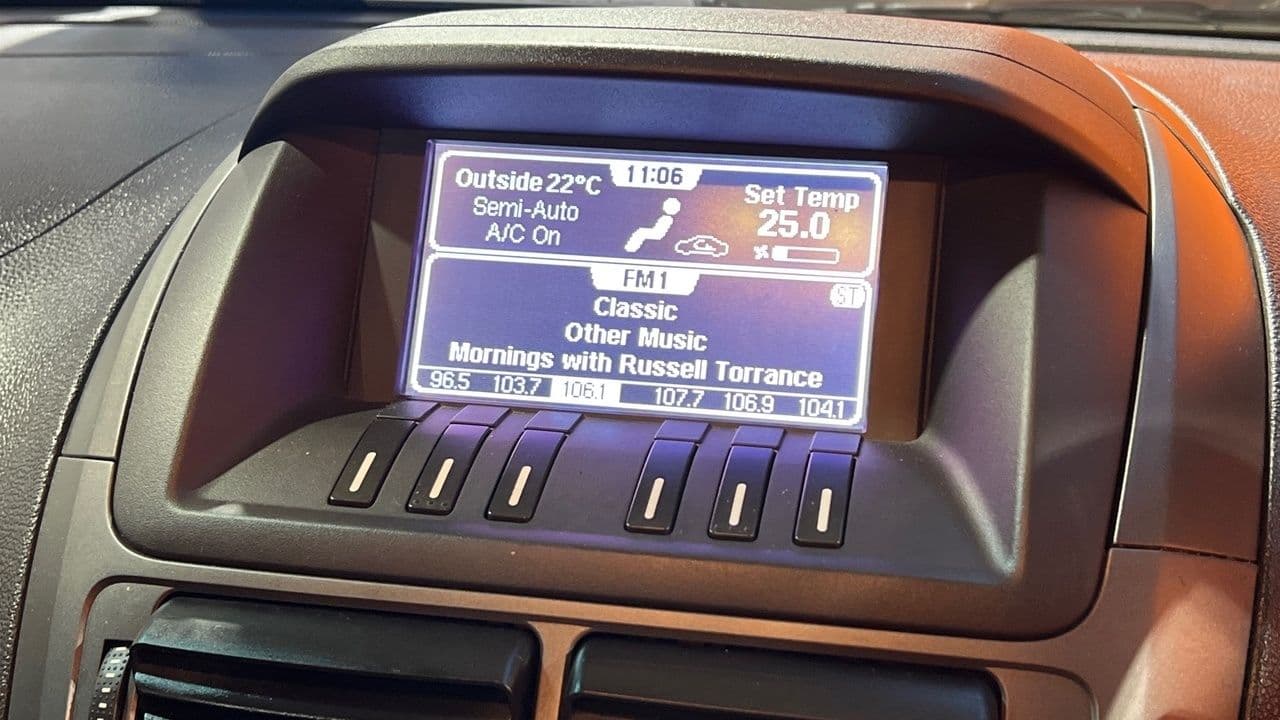 11:06
Outside 22°C
Semi-Auto
A/C On
Set Temp
25.0
FM1
ST
Classic
Other Music
Mornings with Russell Torrance
96.5 103.7 106.1 107.7 106.9 104.1